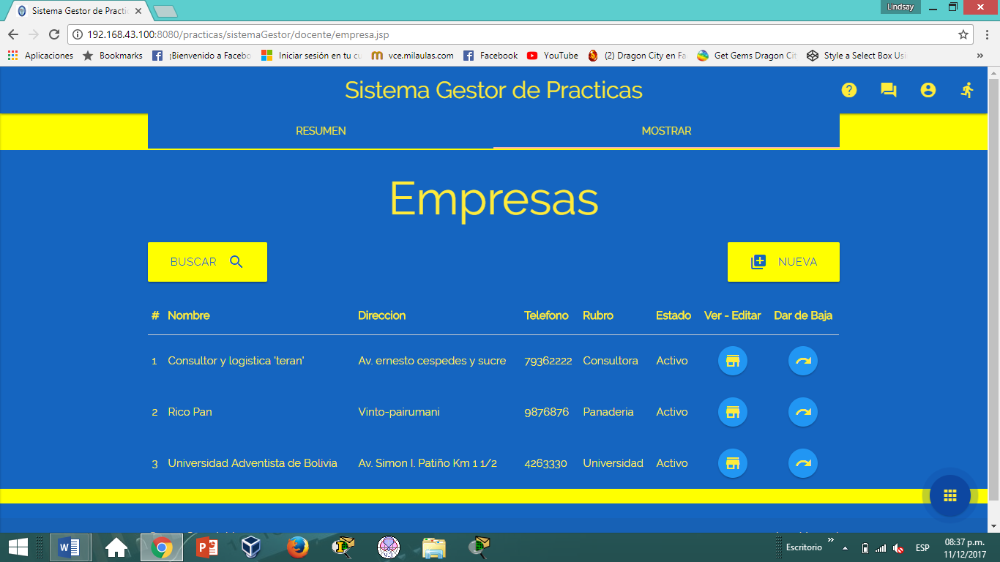 Sistema Gestor de Practic
Lindsay
192.168.43.100:8080/practicas/sistemaGestor/docente/empresa.jsp
Aplicaciones Bookmarks ¡Bienvenido a Facebo Iniciar sesión en tu cu vce.milaulas.com Facebook YouTube (2) Dragon City en Fa Get Gems Dragon Cit Style a Select Box Usi »
Sistema Gestor de Practicas
RESUMEN MOSTRAR
Empresas
BUSCAR NUEVA
# Nombre Direccion Telefono Rubro Estado Ver - Editar Dar de Baja
1 Consultor y logistica 'teran' Av. ernesto cespedes y sucre 79362222 Consultora Activo
2 Rico Pan Vinto-pairumani 9876876 Panaderia Activo
3 Universidad Adventista de Bolivia Av. Simon I. Patiño Km 1 1/2 4263330 Universidad Activo
Escritorio » ESP 08:37 p.m.
11/12/2017